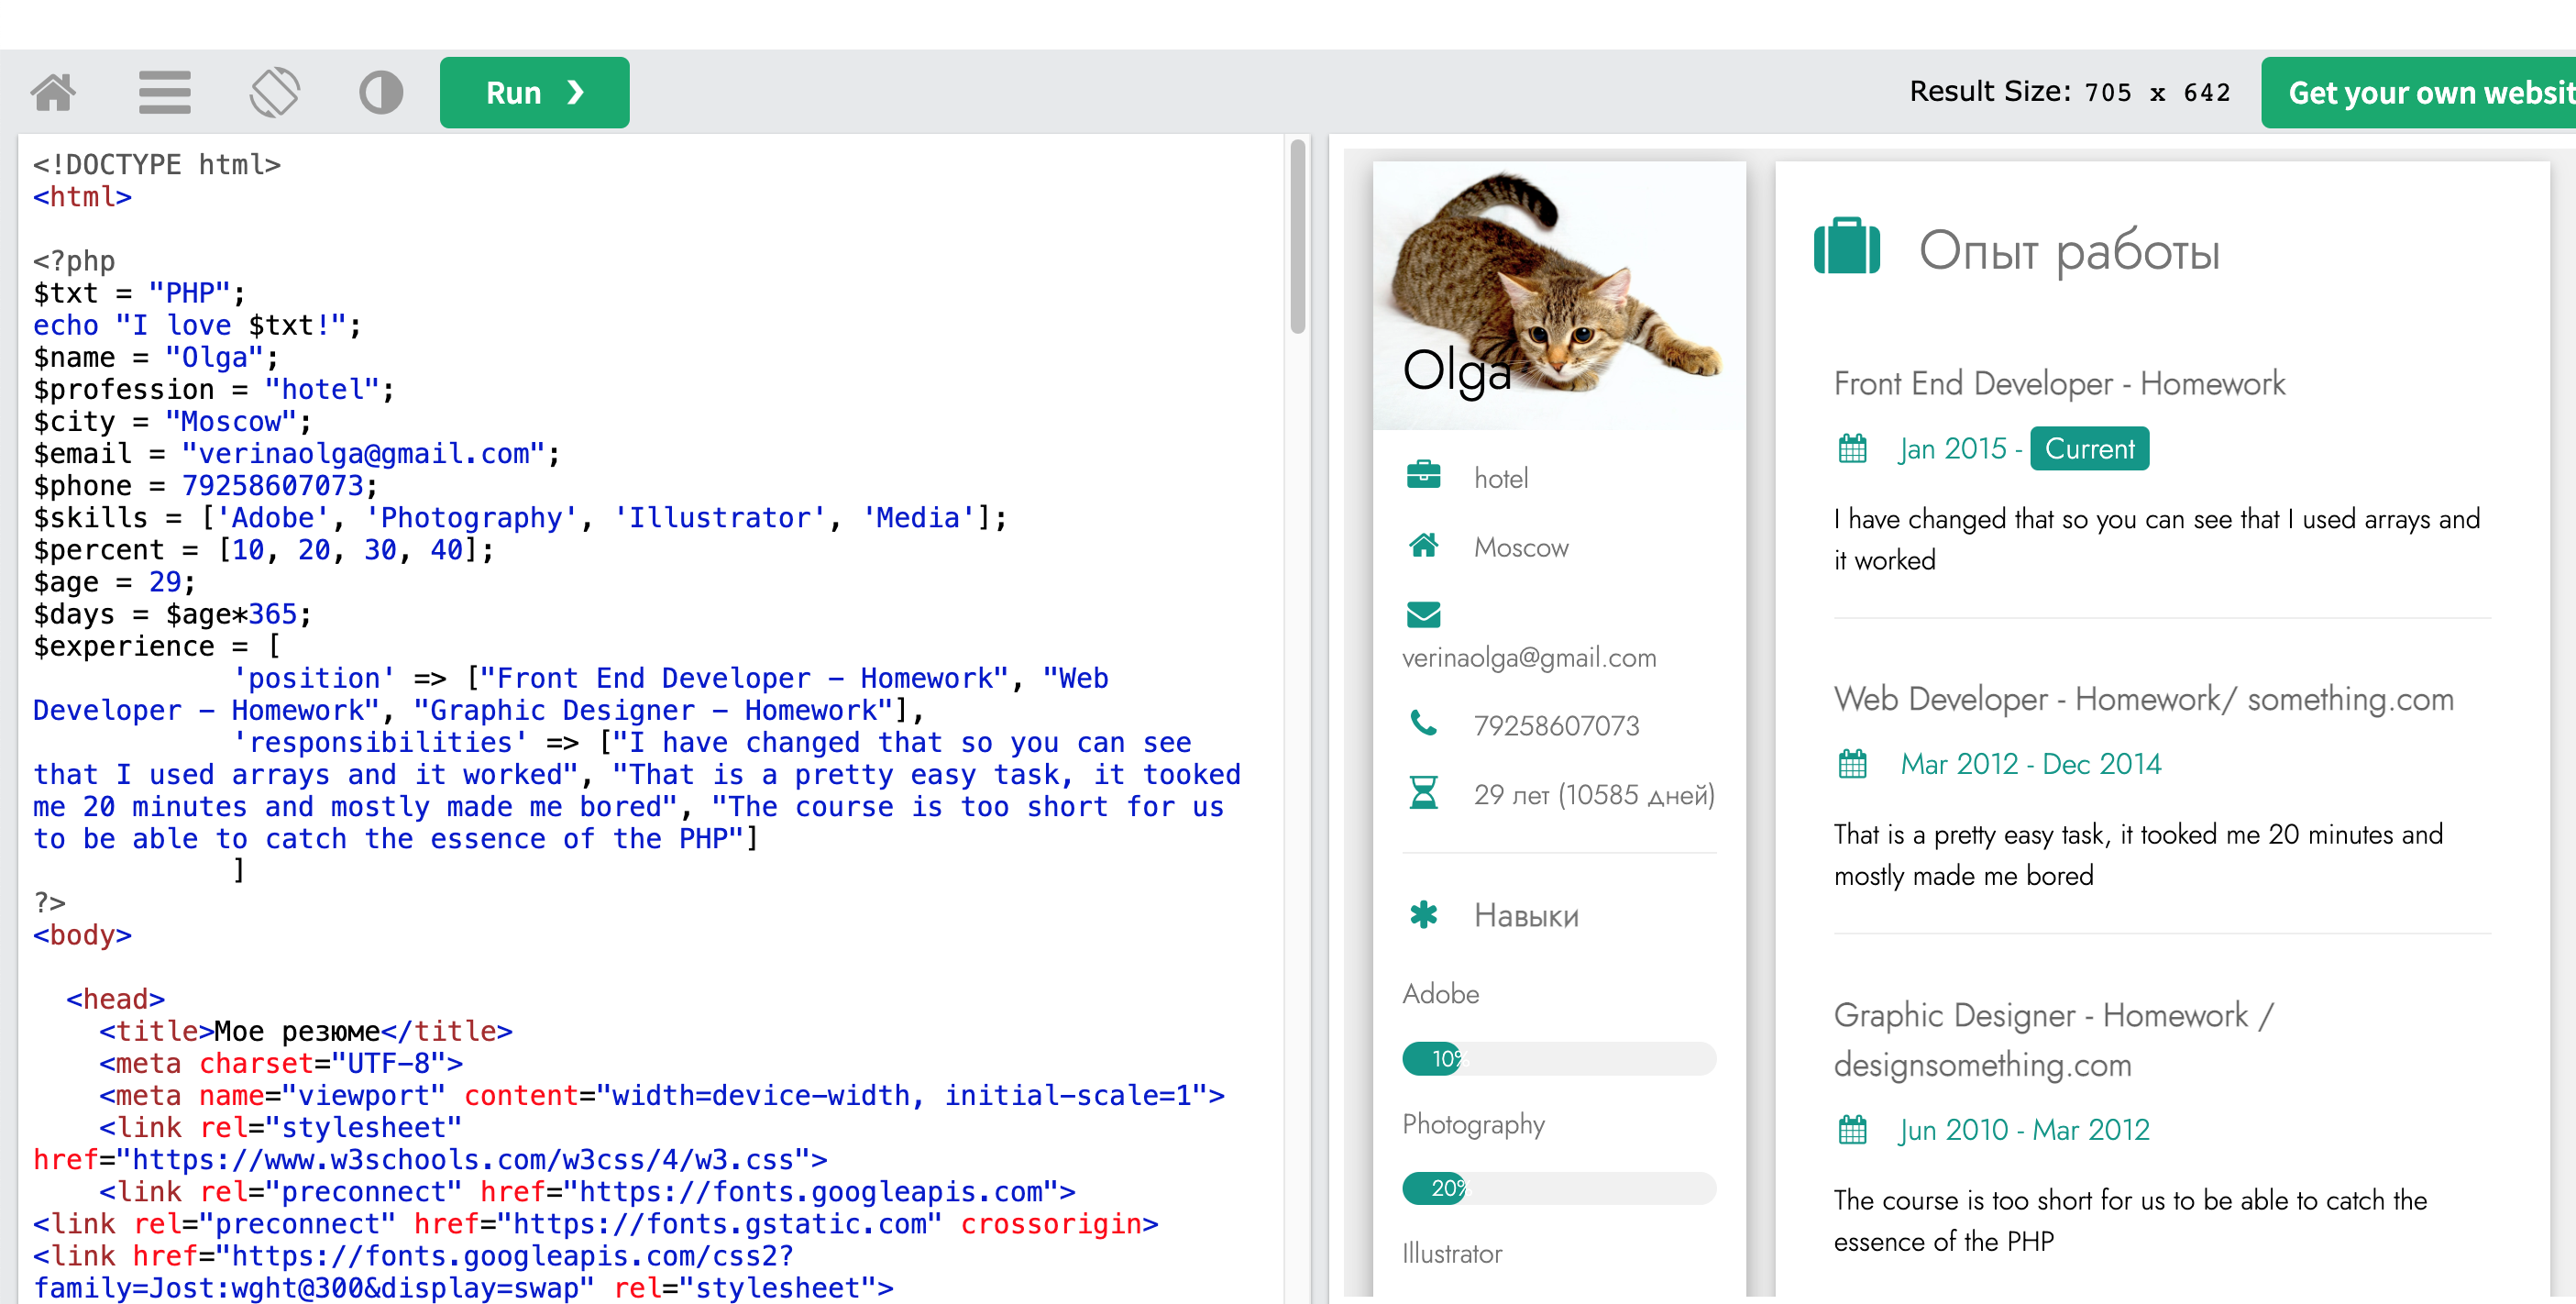 Run ❯
Result Size: 705 x 642
Get your own websit
<!DOCTYPE html>
<html>
<?php
$txt = "PHP";
echo "I love $txt!";
$name = "Olga";
$profession = "hotel";
$city = "Moscow";
$email = "verinaolga@gmail.com";
$phone = 79258607073;
$skills = ['Adobe', 'Photography', 'Illustrator', 'Media'];
$percent = [10, 20, 30, 40];
$age = 29;
$days = $age*365;
$experience = [
'position' => ["Front End Developer – Homework", "Web
Developer – Homework", "Graphic Designer – Homework"],
'responsibilities' => ["I have changed that so you can see
that I used arrays and it worked", "That is a pretty easy task, it tooked
me 20 minutes and mostly made me bored", "The course is too short for us
to be able to catch the essence of the PHP"]
]
?>
<body>
<head>
<title>Мое резюме</title>
<meta charset="UTF-8">
<meta name="viewport" content="width=device-width, initial-scale=1">
<link rel="stylesheet"
href="https://www.w3schools.com/w3css/4/w3.css">
<link rel="preconnect" href="https://fonts.googleapis.com">
<link rel="preconnect" href="https://fonts.gstatic.com" crossorigin>
<link href="https://fonts.googleapis.com/css2?
family=Jost:wght@300&display=swap" rel="stylesheet">
Olga
hotel
Moscow
verinaolga@gmail.com
79258607073
29 лет (10585 дней)
Навыки
Adobe
10%
Photography
20%
Illustrator
Опыт работы
Front End Developer - Homework
Jan 2015 - Current
I have changed that so you can see that I used arrays and
it worked
Web Developer - Homework/ something.com
Mar 2012 - Dec 2014
That is a pretty easy task, it tooked me 20 minutes and
mostly made me bored
Graphic Designer - Homework /
designsomething.com
Jun 2010 - Mar 2012
The course is too short for us to be able to catch the
essence of the PHP